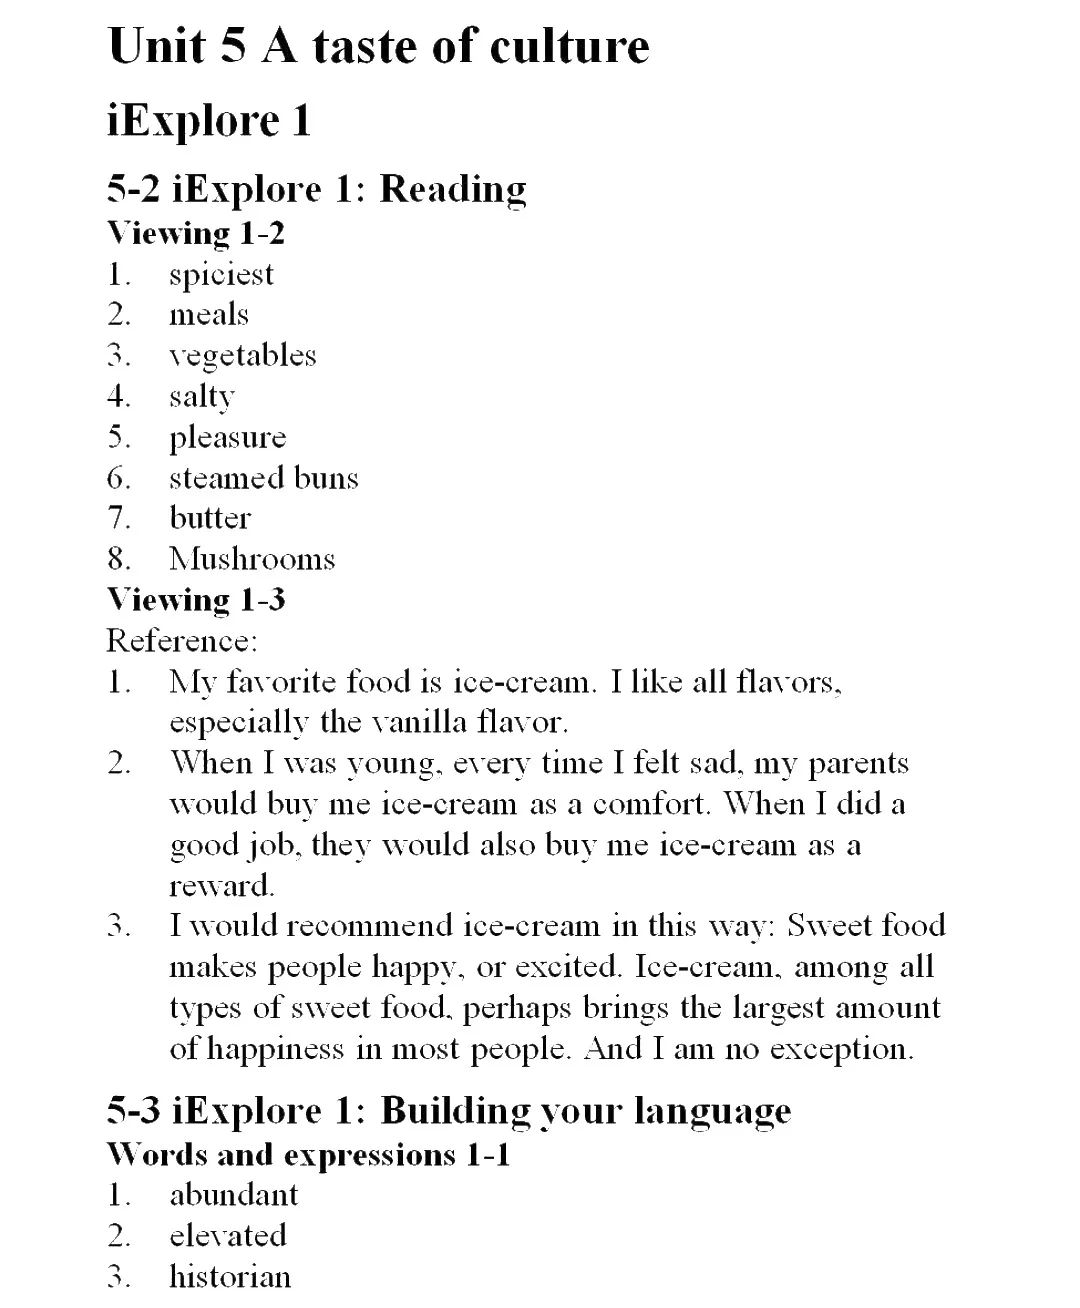 Unit 5 A taste of culture
iExplore 1
5-2 iExplore 1: Reading
Viewing 1-2
1. spiciest
2. meals
3. vegetables
4. salty
5. pleasure
6. steamed buns
7. butter
8. Mushrooms
Viewing 1-3
Reference:
1. My favorite food is ice-cream. I like all flavors,
especially the vanilla flavor.
2. When I was young, every time I felt sad, my parents
would buy me ice-cream as a comfort. When I did a
good job, they would also buy me ice-cream as a
reward.
3. I would recommend ice-cream in this way: Sweet food
makes people happy, or excited. Ice-cream, among all
types of sweet food, perhaps brings the largest amount
of happiness in most people. And I am no exception.
5-3 iExplore 1: Building your language
Words and expressions 1-1
1. abundant
2. elevated
3. historian